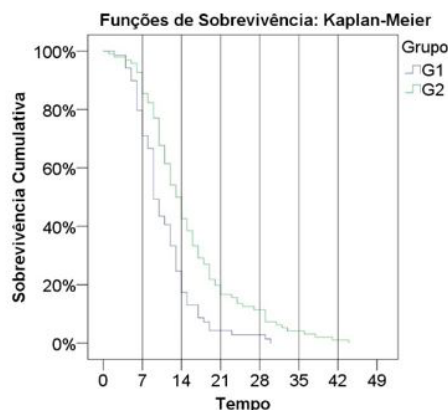 Funções de Sobrevivência: Kaplan-Meier
Grupo
G1
G2
Sobrevivência Cumulativa
100%
80%
60%
40%
20%
0%
0 7 14 21 28 35 42 49
Tempo